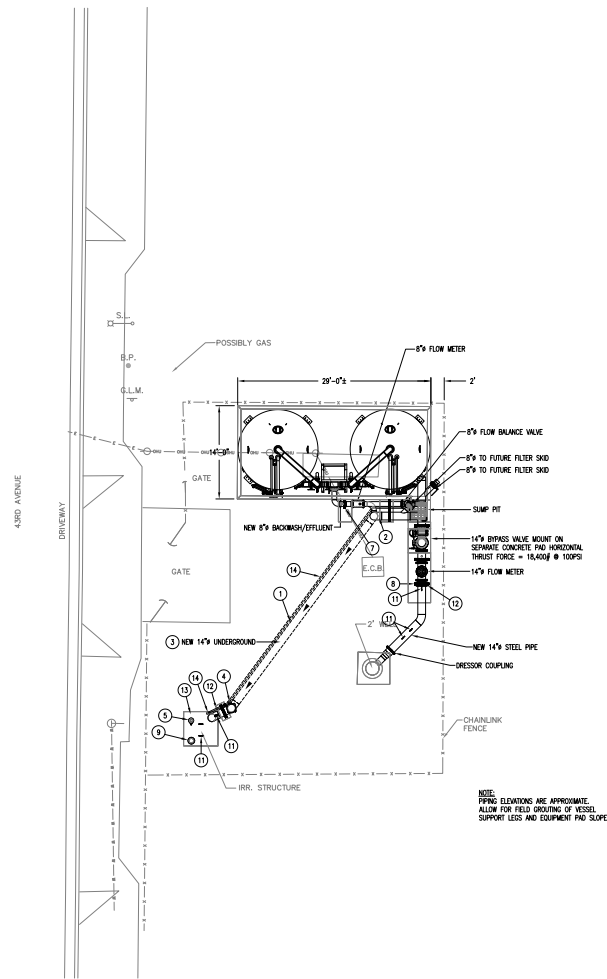 S.L.
POSSIBLY GAS
B.P.
G.L.M.
8"ø FLOW METER
29'-0"±
2'
8"ø FLOW BALANCE VALVE
14'-0"
8"ø TO FUTURE FILTER SKID
8"ø TO FUTURE FILTER SKID
GATE
SUMP PIT
43RD AVENUE
DRIVEWAY
NEW 8"ø BACKWASH/EFFLUENT
2
7
14"ø BYPASS VALVE MOUNT ON
SEPARATE CONCRETE PAD HORIZONTAL
THRUST FORCE = 18,400# @ 100PSI
E.C.B.
14
GATE
14"ø FLOW METER
8
11
12
1
11
2' WELL
3
NEW 14"ø UNDERGROUND
NEW 14"ø STEEL PIPE
DRESSOR COUPLING
14
12
4
13
5
11
9
11
CHAINLINK
FENCE
IRR. STRUCTURE
NOTE:
PIPING ELEVATIONS ARE APPROXIMATE.
ALLOW FOR FIELD GROUTING OF VESSEL
SUPPORT LEGS AND EQUIPMENT PAD SLOPE